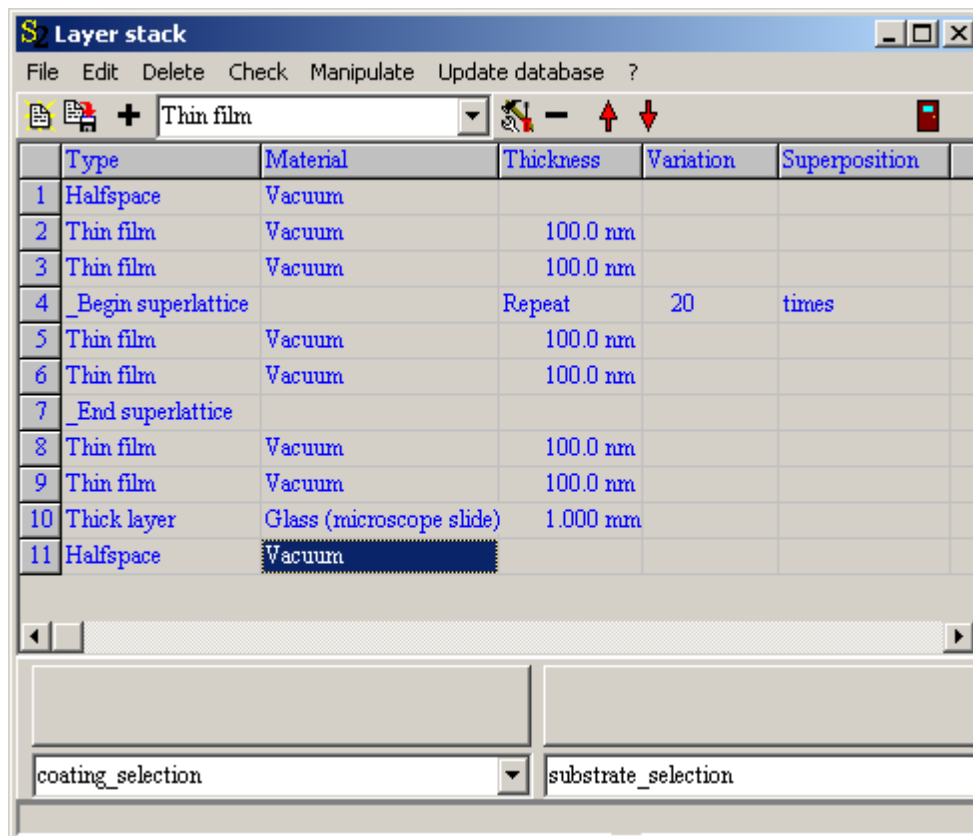 S2 Layer stack
File Edit Delete Check Manipulate Update database ?
Thin film
Type Material Thickness Variation Superposition
1 Halfspace Vacuum
2 Thin film Vacuum 100.0 nm
3 Thin film Vacuum 100.0 nm
4 _Begin superlattice Repeat 20 times
5 Thin film Vacuum 100.0 nm
6 Thin film Vacuum 100.0 nm
7 _End superlattice
8 Thin film Vacuum 100.0 nm
9 Thin film Vacuum 100.0 nm
10 Thick layer Glass (microscope slide) 1.000 mm
11 Halfspace Vacuum
coating_selection substrate_selection